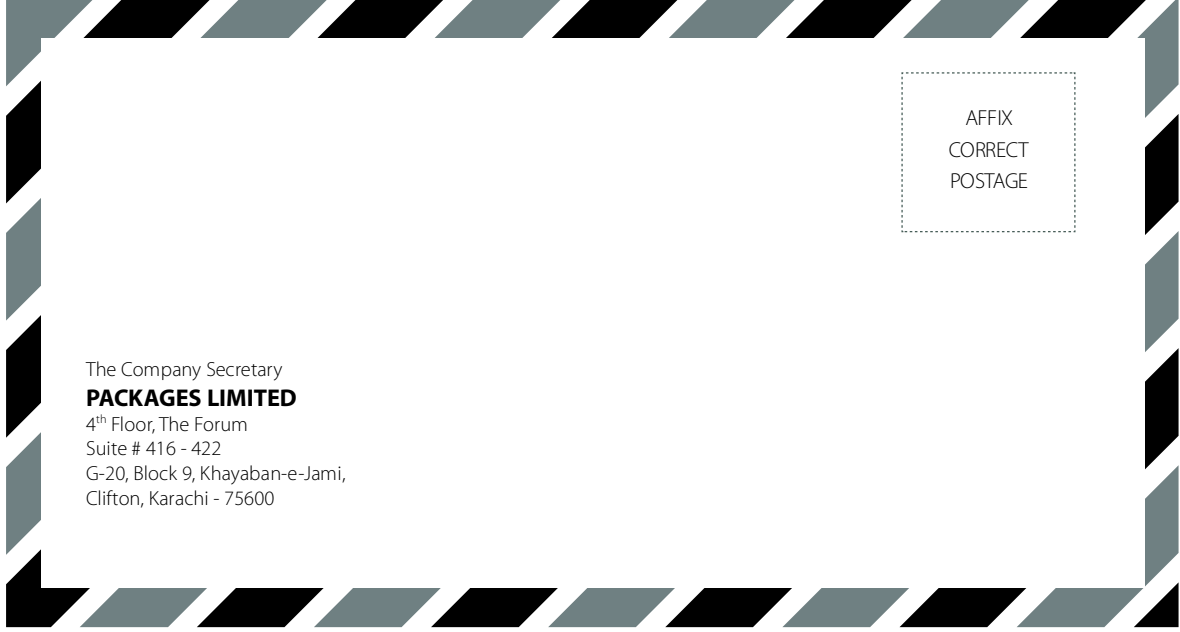 AFFIX
CORRECT
POSTAGE
The Company Secretary
PACKAGES LIMITED
4th Floor, The Forum
Suite # 416 - 422
G-20, Block 9, Khayaban-e-Jami,
Clifton, Karachi - 75600